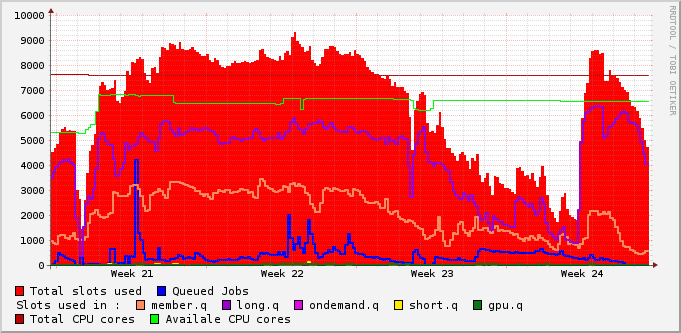 RRDTOOL / TOBI OETIKER
10000
9000
8000
7000
6000
5000
4000
3000
2000
1000
0
Week 21 Week 22 Week 23 Week 24
Total slots used Queued Jobs
Slots used in : member.q long.q ondemand.q short.q gpu.q
Total CPU cores Availale CPU cores